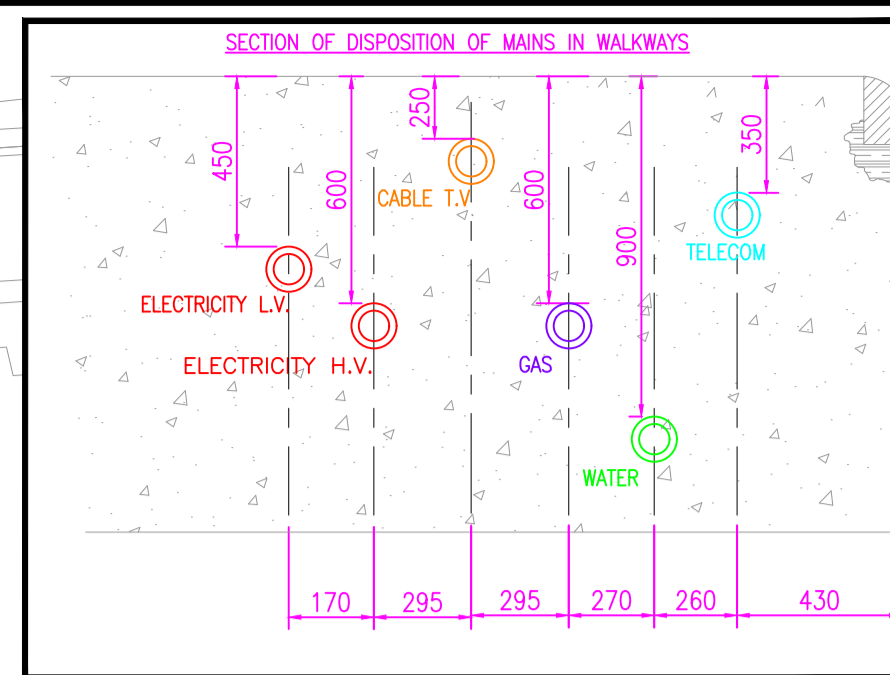 SECTION OF DISPOSITION OF MAINS IN WALKWAYS
250
350
450
600
600
CABLE T.V
900
TELECOM
ELECTRICITY L.V.
ELECTRICITY H.V.
GAS
WATER
170 295 295 270 260 430